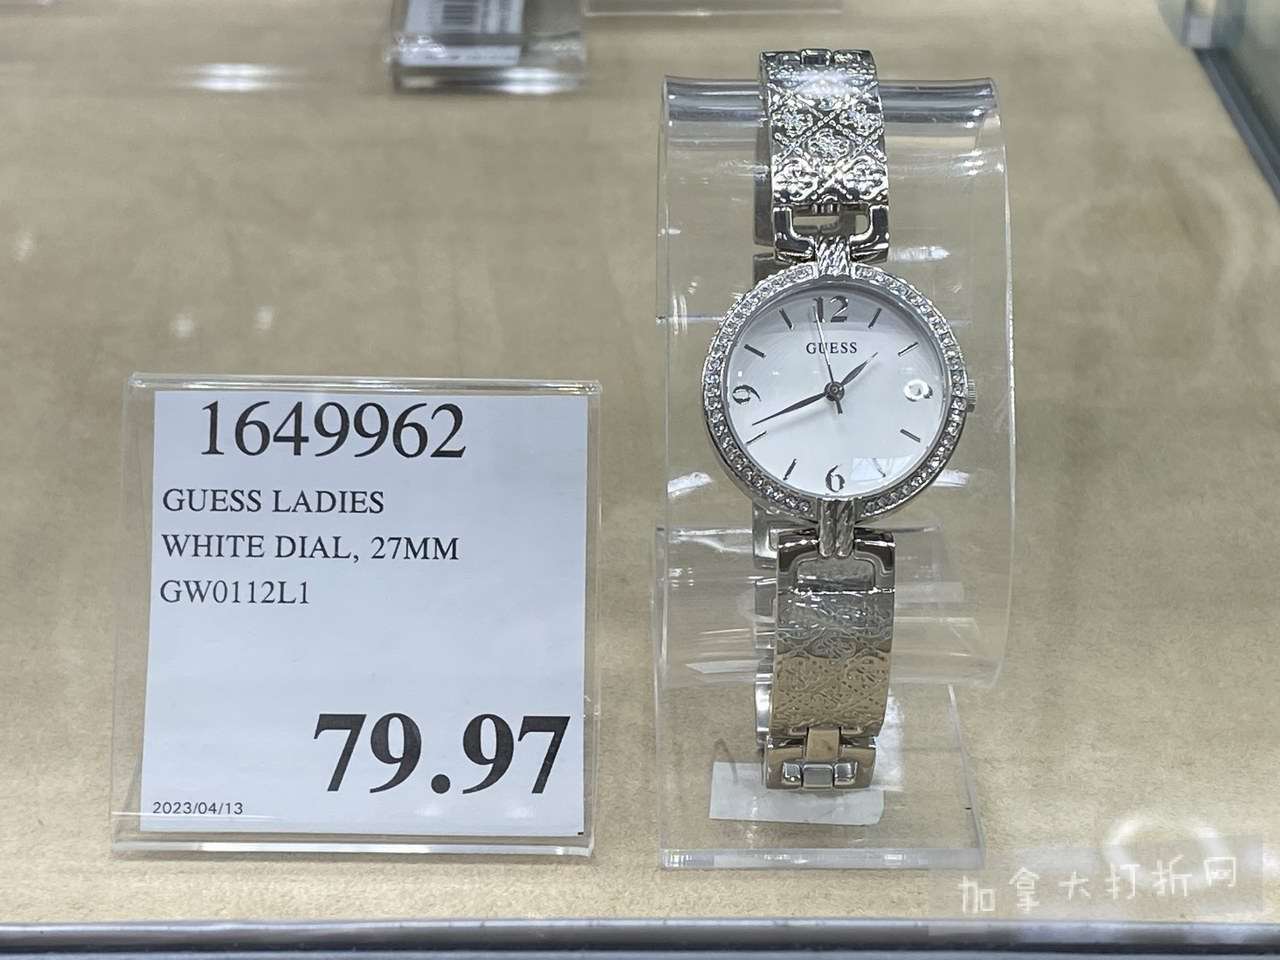 12
GUESS
9
6
1649962
GUESS LADIES
WHITE DIAL, 27MM
GW0112L1
79.97
2023/04/13
加拿大打折网